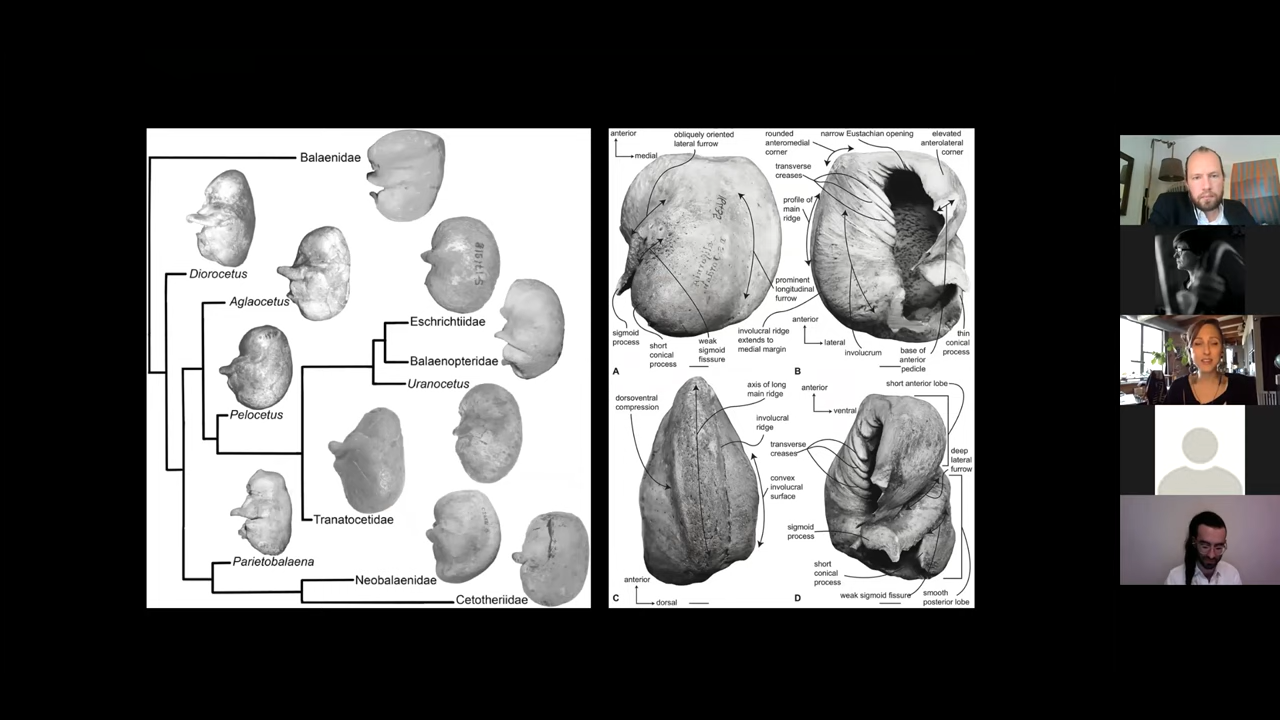 Balaenidae
Diorocetus
Aglaocetus
Eschrichtiidae
Balaenopteridae
Uranocetus
Pelocetus
Tranatocetidae
Parietobalaena
Neobalaenidae
Cetotheriidae
anterior
medial
obliquely oriented
lateral furrow
sigmoid
process
short
conical
process
weak
sigmoid
fisssure
prominent
longitudinal
furrow
involucral ridge
extends to
medial margin
A
rounded
anteromedial
corner
narrow Eustachian opening
elevated
anterolateral
corner
transverse
creases
profile of
main
ridge
anterior
lateral
involucrum
base of
anterior
pedicle
thin
conical
process
B
dorsoventral
compression
axis of long
main ridge
involucral
ridge
convex
involucral
surface
anterior
dorsal
C
anterior
ventral
short anterior lobe
transverse
creases
deep
lateral
furrow
sigmoid
process
short
conical
process
weak sigmoid fissure
smooth
posterior lobe
D